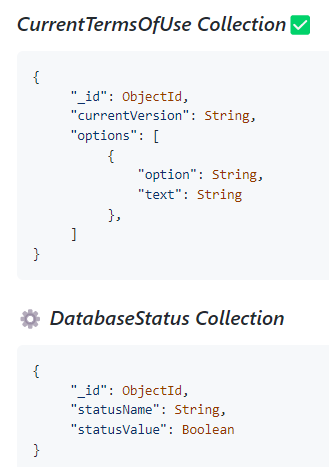 CurrentTermsOfUse Collection ✅
{
"_id": ObjectId,
"currentVersion": String,
"options": [
{
"option": String,
"text": String
},
]
}
⚙ DatabaseStatus Collection
{
"_id": ObjectId,
"statusName": String,
"statusValue": Boolean
}